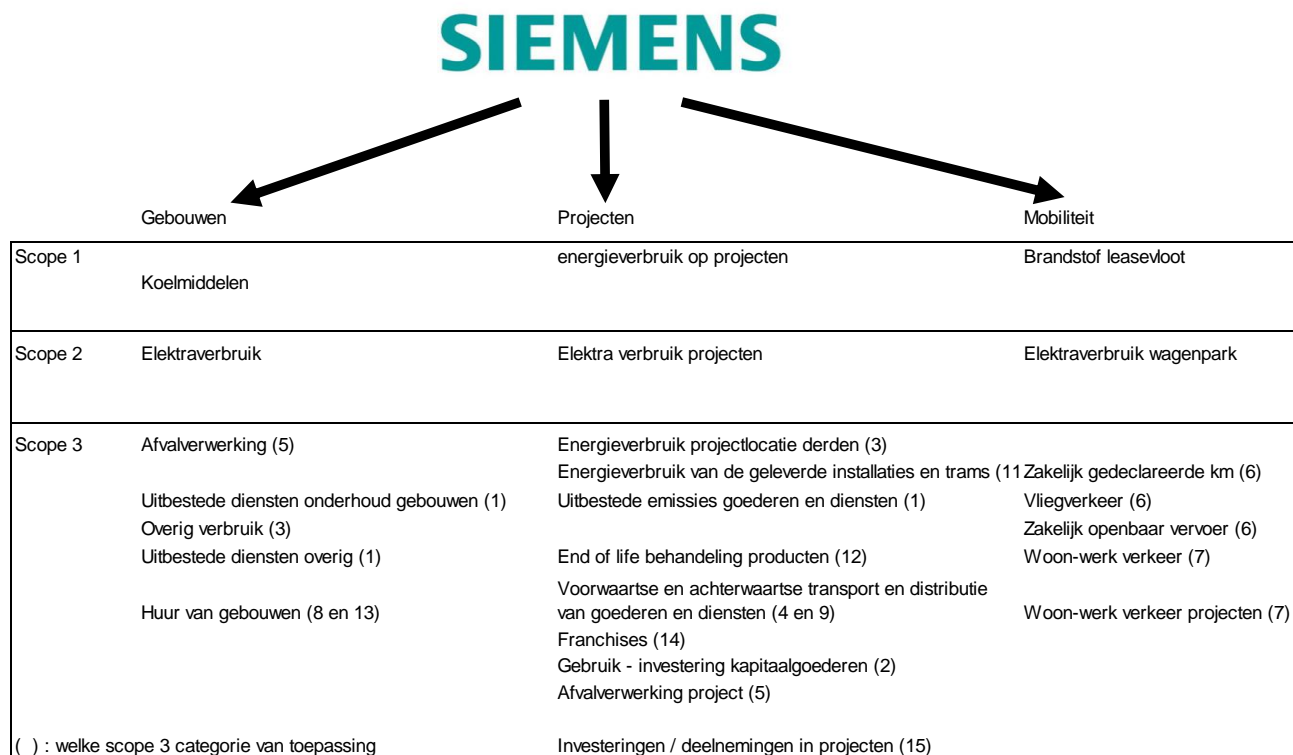 SIEMENS
Gebouwen Projecten Mobiliteit
Scope 1 energieverbruik op projecten Brandstof leasevloot
Koelmiddelen
Scope 2 Elektraverbruik Elektra verbruik projecten Elektraverbruik wagenpark
Scope 3 Afvalverwerking (5) Energieverbruik projectlocatie derden (3)
Energieverbruik van de geleverde installaties en trams (11 Zakelijk gedeclareerde km (6)
Uitbestede diensten onderhoud gebouwen (1) Uitbestede emissies goederen en diensten (1) Vliegverkeer (6)
Overig verbruik (3) Zakelijk openbaar vervoer (6)
Uitbestede diensten overig (1) End of life behandeling producten (12) Woon-werk verkeer (7)
Voorwaartse en achterwaartse transport en distributie
Huur van gebouwen (8 en 13) van goederen en diensten (4 en 9) Woon-werk verkeer projecten (7)
Franchises (14)
Gebruik - investering kapitaalgoederen (2)
Afvalverwerking project (5)
( ) : welke scope 3 categorie van toepassing Investeringen / deelnemingen in projecten (15)